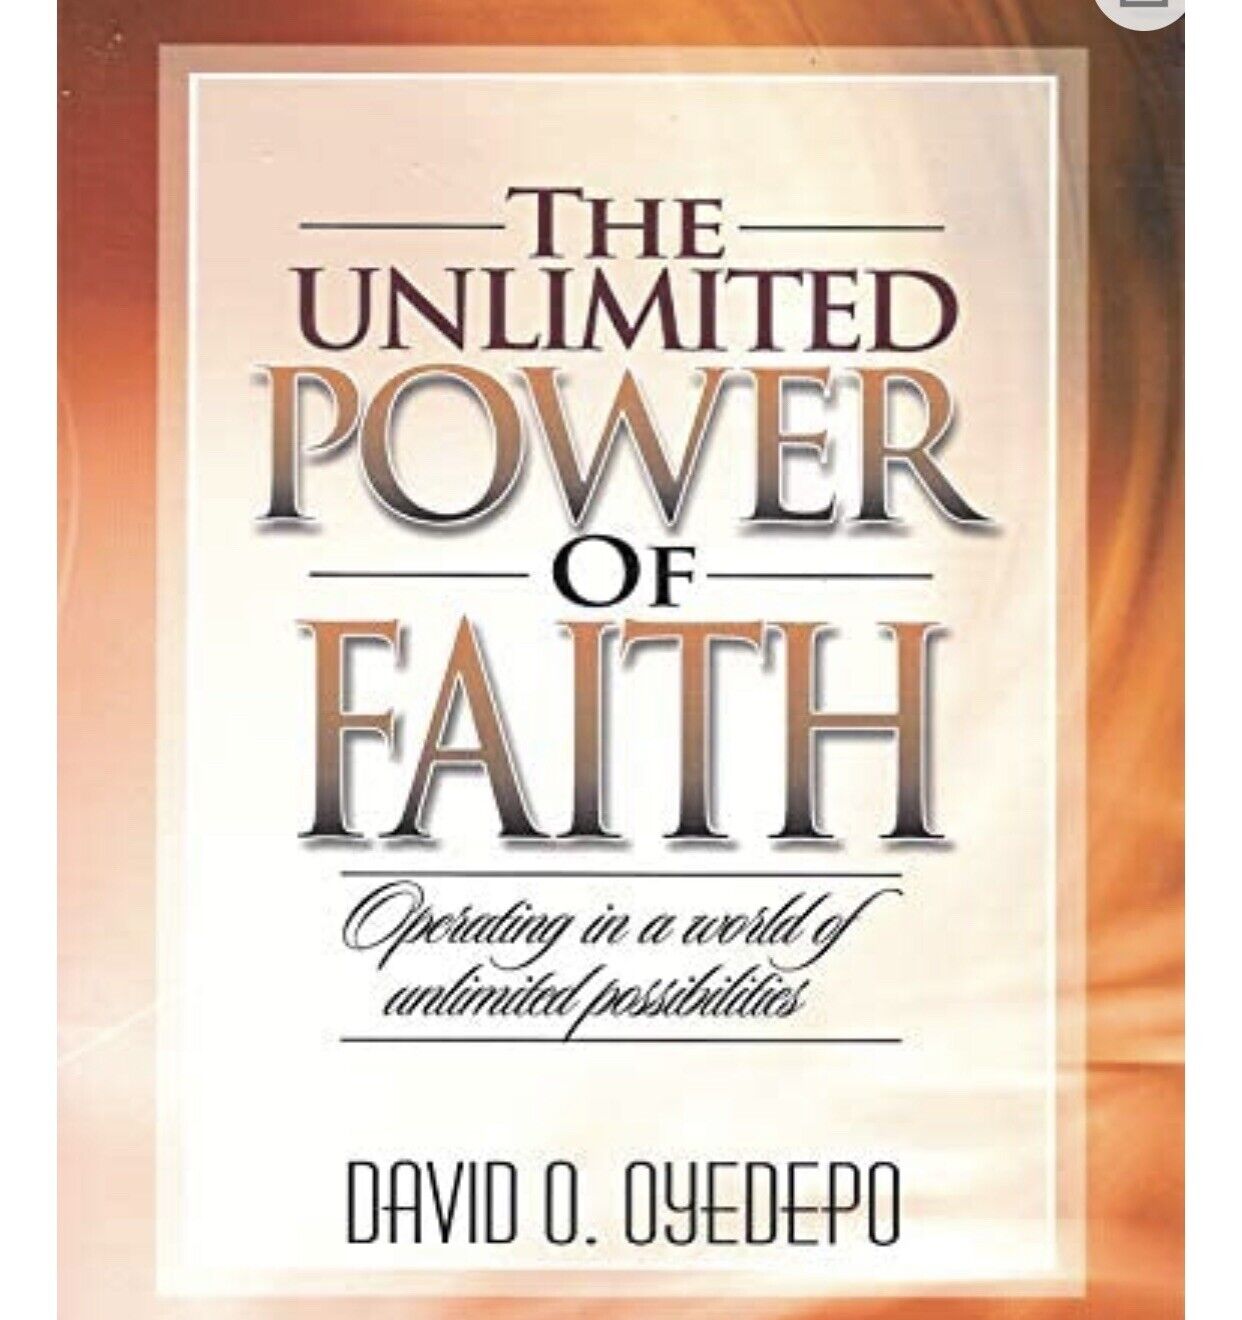 THE
UNLIMITED
POWER
OF
FAITH
Operating in a world of
unlimited possibilities
DAVID O. OYEDEPO